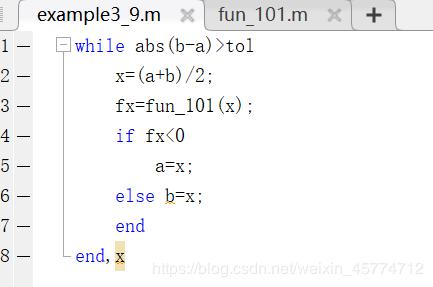 example3_9.m × fun_101.m × +
1 – while abs(b-a)>tol
2 – x=(a+b)/2;
3 – fx=fun_101(x);
4 – if fx<0
5 – a=x;
6 – else b=x;
7 – end
8 – end,x
https://blog.csdn.net/weixin_45774712